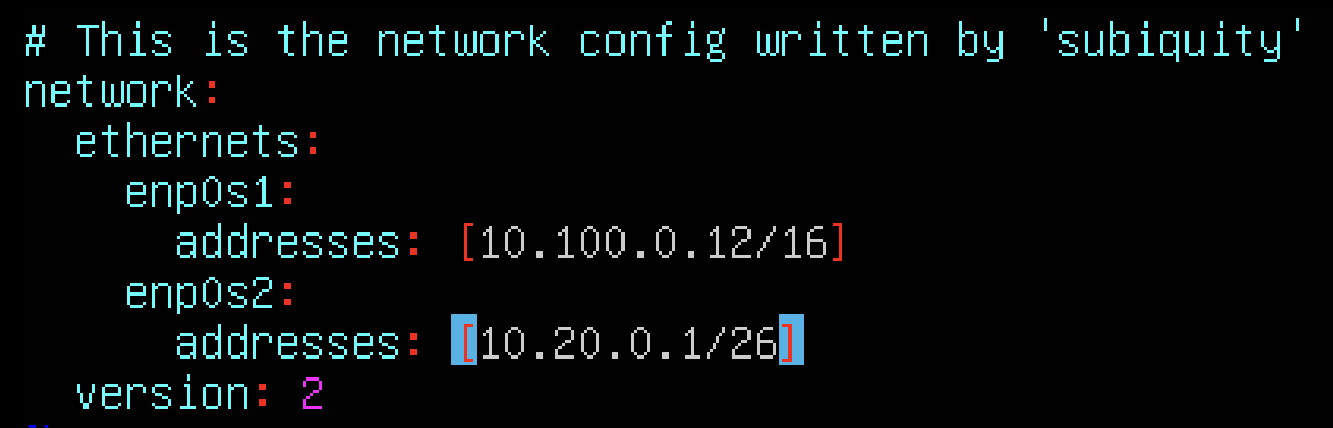 # This is the network config written by 'subiquity'
network:
  ethernets:
    enp0s1:
      addresses: [10.100.0.12/16]
    enp0s2:
      addresses: [10.20.0.1/26]
  version: 2